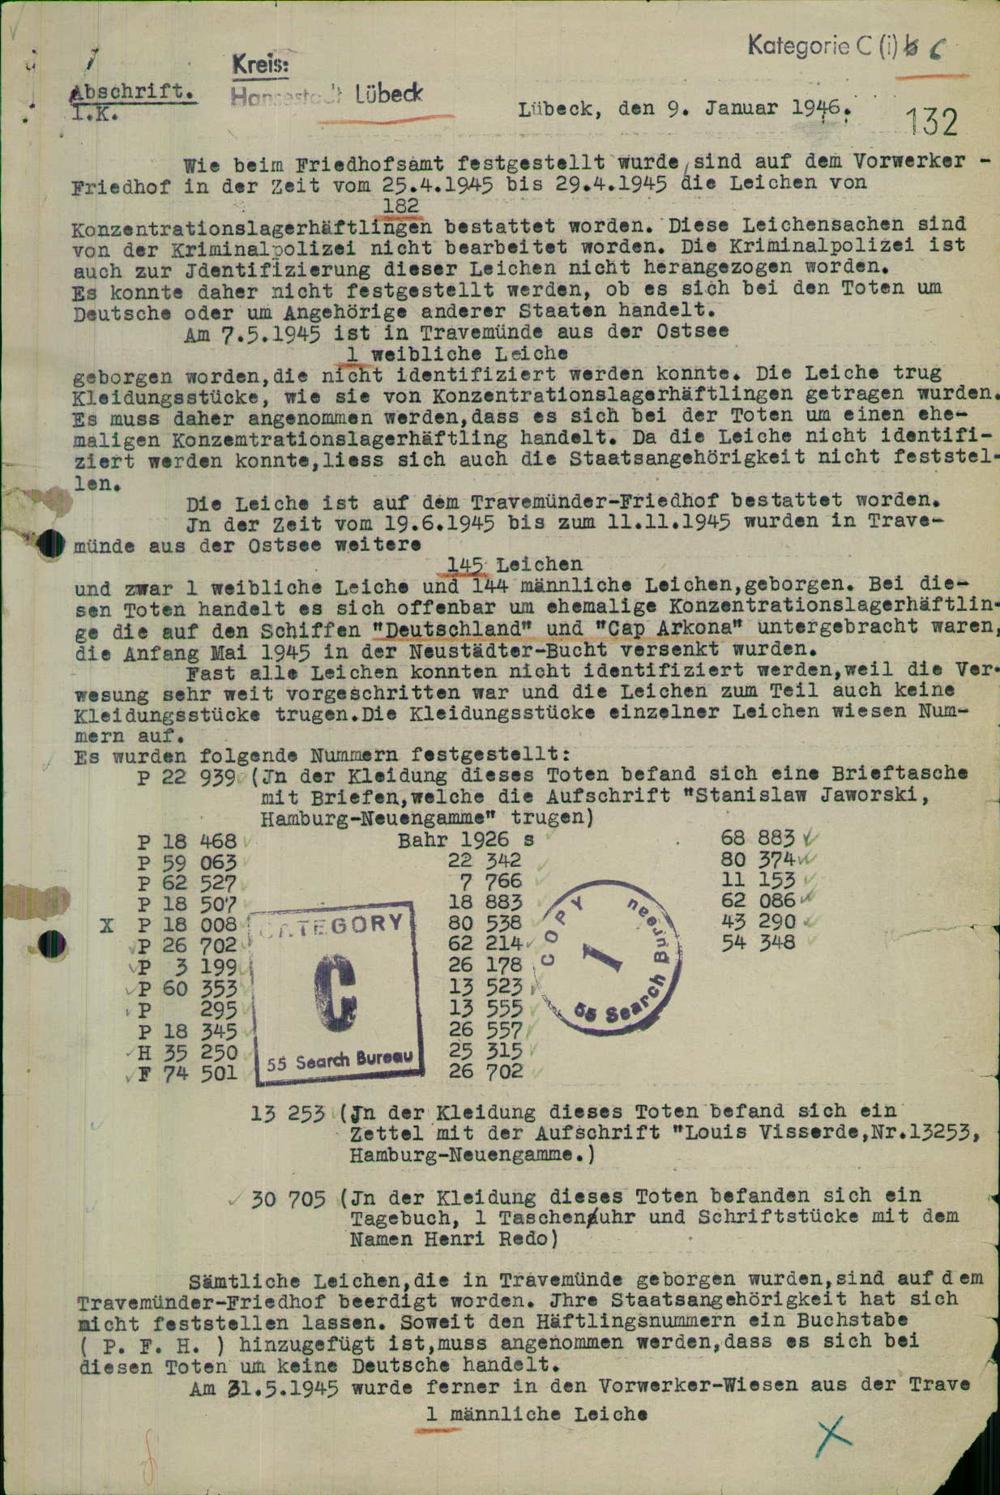 Kategorie C (i) b C
Kreis:
Abschrift. Hansestadt Lübeck
I.K. Lübeck, den 9. Januar 1946.
132
Wie beim Friedhofsamt festgestellt wurde, sind auf dem Vorwerker -
Friedhof in der Zeit vom 25.4.1945 bis 29.4.1945 die Leichen von
182
Konzentrationslagerhäftlingen bestattet worden. Diese Leichensachen sind
von der Kriminalpolizei nicht bearbeitet worden. Die Kriminalpolizei ist
auch zur Jdentifizierung dieser Leichen nicht herangezogen worden.
Es konnte daher nicht festgestellt werden, ob es sich bei den Toten um
Deutsche oder um Angehörige anderer Staaten handelt.
Am 7.5.1945 ist in Travemünde aus der Ostsee
1 weibliche Leiche
geborgen worden,die nicht identifiziert werden konnte. Die Leiche trug
Kleidungsstücke, wie sie von Konzentrationslagerhäftlingen getragen wurden.
Es muss daher angenommen werden,dass es sich bei der Toten um einen ehe-
maligen Konzemtrationslagerhäftling handelt. Da die Leiche nicht identifi-
ziert werden konnte,liess sich auch die Staatsangehörigkeit nicht feststel-
len.
Die Leiche ist auf dem Travemünder-Friedhof bestattet worden.
Jn der Zeit vom 19.6.1945 bis zum 11.11.1945 wurden in Trave-
münde aus der Ostsee weitere
145 Leichen
und zwar 1 weibliche Leiche und 144 männliche Leichen,geborgen. Bei die-
sen Toten handelt es sich offenbar um ehemalige Konzentrationslagerhäftlin-
ge die auf den Schiffen "Deutschland" und "Cap Arkona" untergebracht waren,
die Anfang Mai 1945 in der Neustädter-Bucht versenkt wurden.
Fast alle Leichen konnten nicht identifiziert werden,weil die Ver-
wesung sehr weit vorgeschritten war und die Leichen zum Teil auch keine
Kleidungsstücke trugen.Die Kleidungsstücke einzelner Leichen wiesen Num-
mern auf.
Es wurden folgende Nummern festgestellt:
P 22 939 (Jn der Kleidung dieses Toten befand sich eine Brieftasche
mit Briefen,welche die Aufschrift "Stanislaw Jaworski,
Hamburg-Neuengamme" trugen)
P 18 468 Bahr 1926 s 68 883
P 59 063 22 342 80 374
P 62 527 7 766 11 153
P 18 507 18 883 62 086
X P 18 008 80 538 43 290
P 26 702 62 214 54 348
P 3 199 26 178
P 60 353 13 523
P 295 13 555
P 18 345 26 557
H 35 250 25 315
F 74 501 26 702
CATEGORY
C
55 Search Bureau
COPY
1
55 Search Bureau
13 253 (Jn der Kleidung dieses Toten befand sich ein
Zettel mit der Aufschrift "Louis Visserde,Nr.13253,
Hamburg-Neuengamme.)
30 705 (Jn der Kleidung dieses Toten befanden sich ein
Tagebuch, 1 Taschenuhr und Schriftstücke mit dem
Namen Henri Redo)
Sämtliche Leichen,die in Travemünde geborgen wurden,sind auf dem
Travemünder-Friedhof beerdigt worden. Jhre Staatsangehörigkeit hat sich
nicht feststellen lassen. Soweit den Häftlingsnummern ein Buchstabe
( P. F. H. ) hinzugefügt ist,muss angenommen werden,dass es sich bei
diesen Toten um keine Deutsche handelt.
Am 31.5.1945 wurde ferner in den Vorwerker-Wiesen aus der Trave
1 männliche Leiche
X